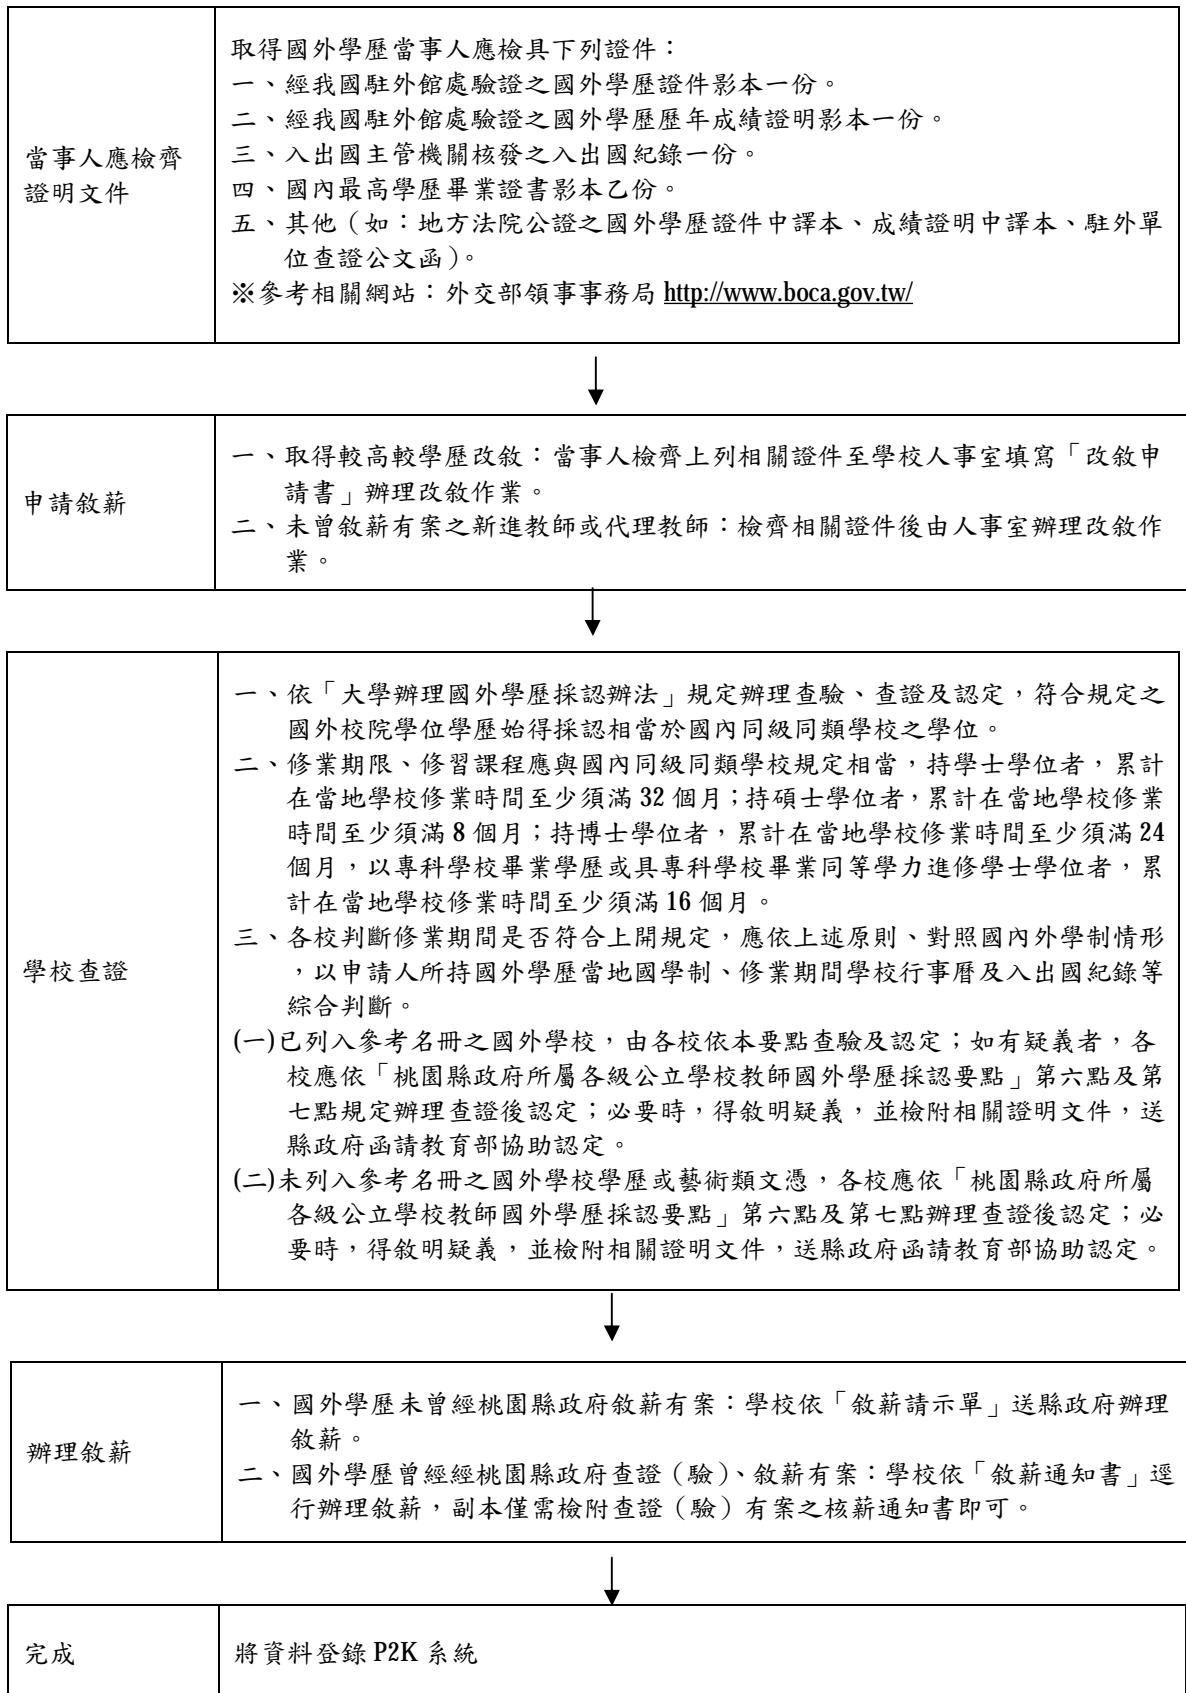 取得國外學歷當事人應檢具下列證件：
一、經我國駐外館處驗證之國外學歷證件影本一份。
二、經我國駐外館處驗證之國外學歷歷年成績證明影本一份。
當事人應檢齊
證明文件
三、入出國主管機關核發之入出國紀錄一份。
四、國內最高學歷畢業證書影本乙份。
五、其他（如：地方法院公證之國外學歷證件中譯本、成績證明中譯本、駐外單
位查證公文函）。
※參考相關網站：外交部領事事務局 http://www.boca.gov.tw/
申請敘薪
一、取得較高較學歷改敘：當事人檢齊上列相關證件至學校人事室填寫「改敘申
請書」辦理改敘作業。
二、未曾敘薪有案之新進教師或代理教師：檢齊相關證件後由人事室辦理改敘作
業。
學校查證
一、依「大學辦理國外學歷採認辦法」規定辦理查驗、查證及認定，符合規定之
國外校院學位學歷始得採認相當於國內同級同類學校之學位。
二、修業期限、修習課程應與國內同級同類學校規定相當，持學士學位者，累計
在當地學校修業時間至少須滿 32 個月；持碩士學位者，累計在當地學校修業
時間至少須滿 8 個月；持博士學位者，累計在當地學校修業時間至少須滿 24
個月，以專科學校畢業學歷或具專科學校畢業同等學力進修學士學位者，累
計在當地學校修業時間至少須滿 16 個月。
三、各校判斷修業期間是否符合上開規定，應依上述原則、對照國內外學制情形
，以申請人所持國外學歷當地國學制、修業期間學校行事曆及入出國紀錄等
綜合判斷。
(一)已列入參考名冊之國外學校，由各校依本要點查驗及認定；如有疑義者，各
校應依「桃園縣政府所屬各級公立學校教師國外學歷採認要點」第六點及第
七點規定辦理查證後認定；必要時，得敘明疑義，並檢附相關證明文件，送
縣政府函請教育部協助認定。
(二)未列入參考名冊之國外學校學歷或藝術類文憑，各校應依「桃園縣政府所屬
各級公立學校教師國外學歷採認要點」第六點及第七點辦理查證後認定；必
要時，得敘明疑義，並檢附相關證明文件，送縣政府函請教育部協助認定。
辦理敘薪
一、國外學歷未曾經桃園縣政府敘薪有案：學校依「敘薪請示單」送縣政府辦理
敘薪。
二、國外學歷曾經經桃園縣政府查證（驗）、敘薪有案：學校依「敘薪通知書」逕
行辦理敘薪，副本僅需檢附查證（驗）有案之核薪通知書即可。
完成
將資料登錄 P2K 系統